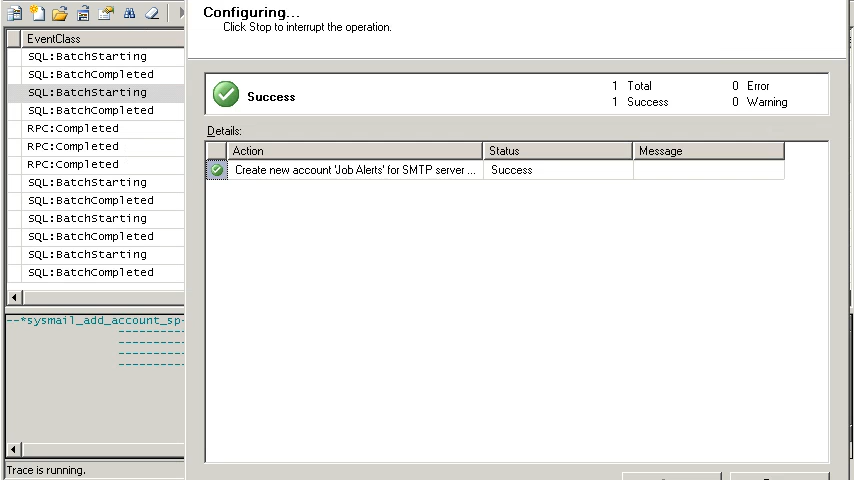 Configuring...
Click Stop to interrupt the operation.
EventClass
SQL:BatchStarting
SQL:BatchCompleted
SQL:BatchStarting
SQL:BatchCompleted
RPC:Completed
RPC:Completed
RPC:Completed
SQL:BatchStarting
SQL:BatchCompleted
SQL:BatchStarting
SQL:BatchCompleted
SQL:BatchStarting
SQL:BatchCompleted
--*sysmail_add_account_sp-
-----------
-----------
-----------
-----------
Trace is running.
Success
1 Total 0 Error
1 Success 0 Warning
Details:
Action Status Message
Create new account 'Job Alerts' for SMTP server ... Success